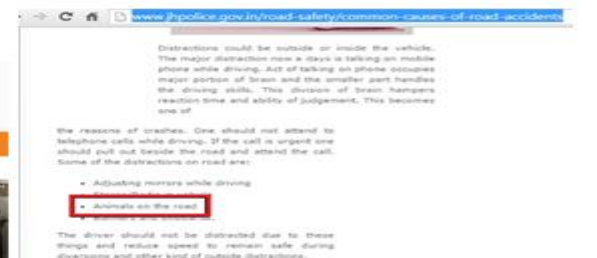 www.jhpolice.gov.in/road-safety/common-causes-of-road-accidents
Distractions could be outside or inside the vehicle.
The major distraction now a days is talking on mobile
phone while driving. Act of talking on phone occupies
major portion of brain and the smaller part handles
the driving skills. This division of brain hampers
reaction time and ability of judgement. This becomes
one of
the reasons of crashes. One should not attend to
telephone calls while driving. If the call is urgent one
should pull out beside the road and attend the call.
Some of the distractions on road are:
• Adjusting mirrors while driving
• Stereo/Radio in vehicle
• Animals on the road
• Banners and
The driver should not be distracted due to these
things and reduce speed to remain safe during
diversions and other kind of outside distractions.